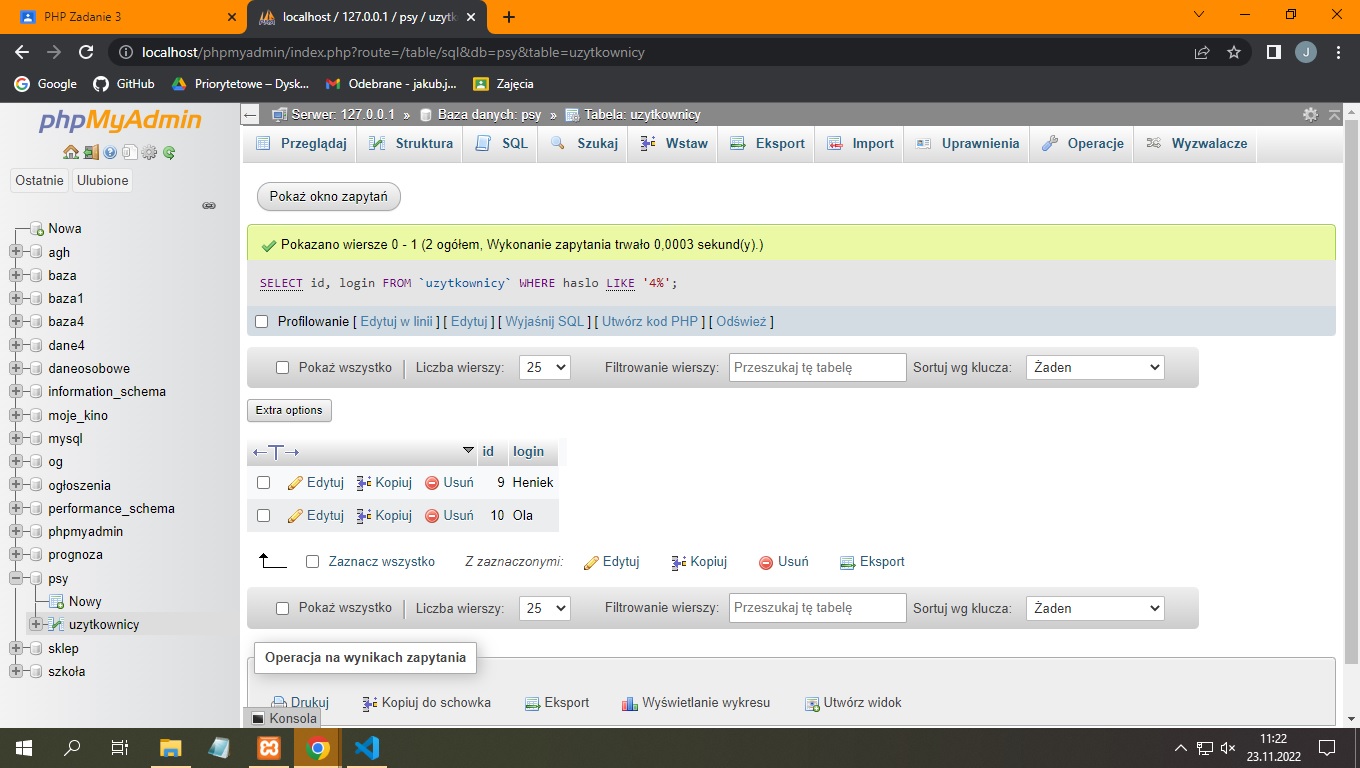 PHP Zadanie 3
localhost / 127.0.0.1 / psy / uzytk
localhost/phpmyadmin/index.php?route=/table/sql&db=psy&table=uzytkownicy
J
Google GitHub Priorytetowe – Dysk... Odebrane - jakub.j... Zajęcia
phpMyAdmin
Ostatnie Ulubione
Nowa
agh
baza
baza1
baza4
dane4
daneosobowe
information_schema
moje_kino
mysql
og
ogłoszenia
performance_schema
phpmyadmin
prognoza
psy
Nowy
uzytkownicy
sklep
szkoła
Serwer: 127.0.0.1 » Baza danych: psy » Tabela: uzytkownicy
Przeglądaj Struktura SQL Szukaj Wstaw Eksport Import Uprawnienia Operacje Wyzwalacze
Pokaż okno zapytań
Pokazano wiersze 0 - 1 (2 ogółem, Wykonanie zapytania trwało 0,0003 sekund(y).)
SELECT id, login FROM `uzytkownicy` WHERE haslo LIKE '4%';
Profilowanie [ Edytuj w linii ] [ Edytuj ] [ Wyjaśnij SQL ] [ Utwórz kod PHP ] [ Odśwież ]
Pokaż wszystko | Liczba wierszy: 25 Filtrowanie wierszy: Przeszukaj tę tabelę Sortuj wg klucza: Żaden
Extra options
←T→ id login
Edytuj Kopiuj Usuń 9 Heniek
Edytuj Kopiuj Usuń 10 Ola
Zaznacz wszystko Z zaznaczonymi: Edytuj Kopiuj Usuń Eksport
Pokaż wszystko | Liczba wierszy: 25 Filtrowanie wierszy: Przeszukaj tę tabelę Sortuj wg klucza: Żaden
Operacja na wynikach zapytania
Drukuj Kopiuj do schowka Eksport Wyświetlanie wykresu Utwórz widok
Konsola
11:22
23.11.2022